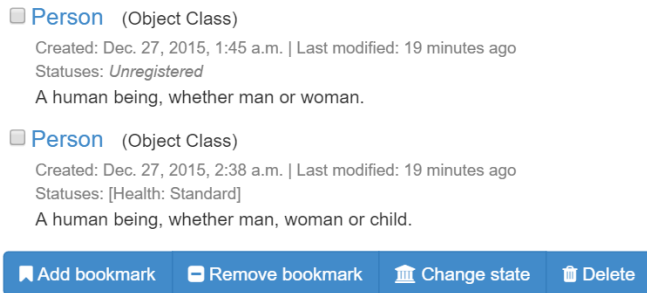 Person (Object Class)
Created: Dec. 27, 2015, 1:45 a.m. | Last modified: 19 minutes ago
Statuses: Unregistered
A human being, whether man or woman.
Person (Object Class)
Created: Dec. 27, 2015, 2:38 a.m. | Last modified: 19 minutes ago
Statuses: [Health: Standard]
A human being, whether man, woman or child.
Add bookmark Remove bookmark Change state Delete